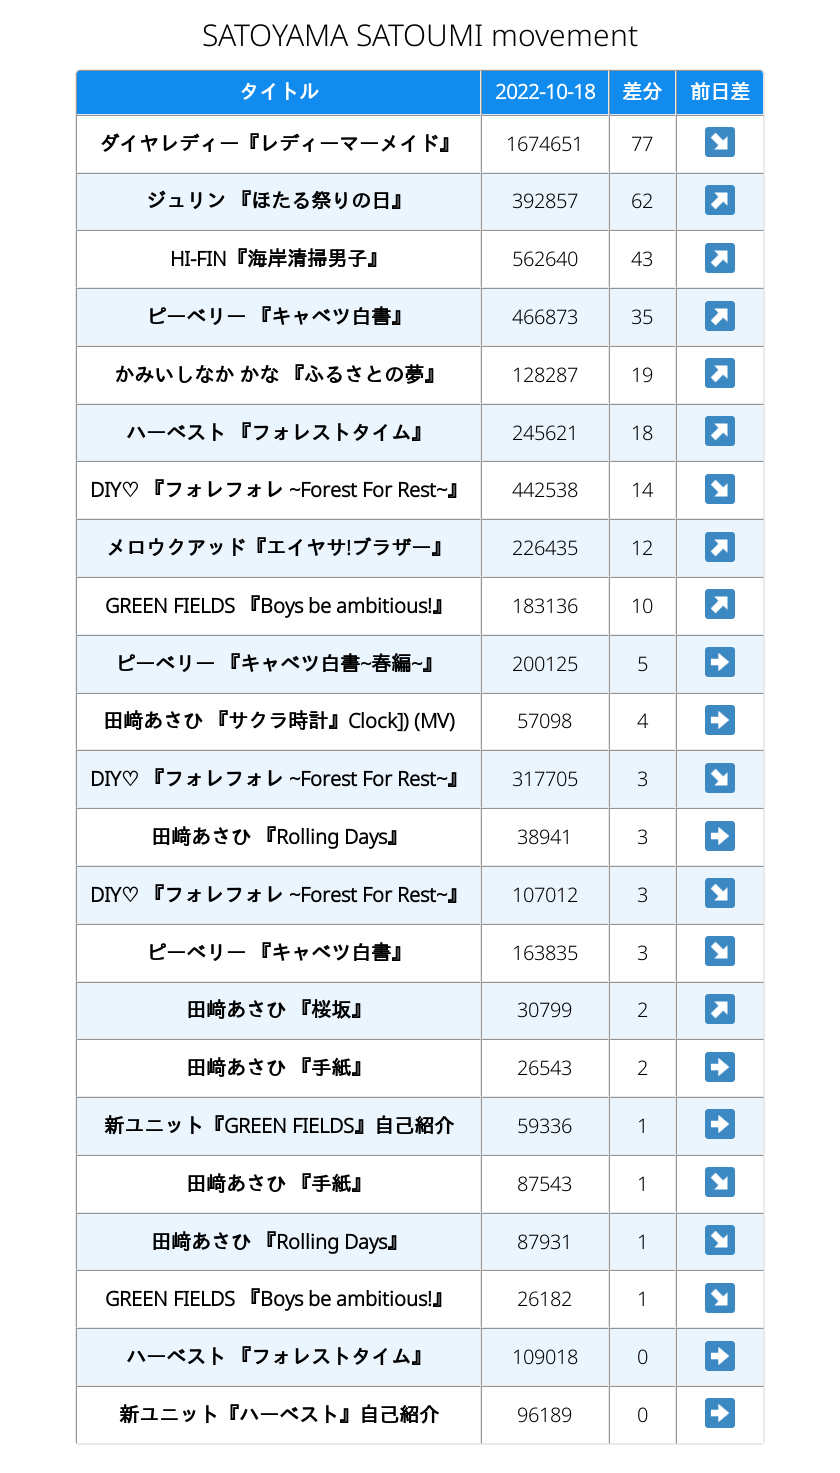 SATOYAMA SATOUMI movement
タイトル 2022-10-18 差分 前日差
ダイヤレディー『レディーマーメイド』 1674651 77 ↘
ジュリン 『ほたる祭りの日』 392857 62 ↗
HI-FIN『海岸清掃男子』 562640 43 ↗
ピーベリー 『キャベツ白書』 466873 35 ↗
かみいしなか かな 『ふるさとの夢』 128287 19 ↗
ハーベスト 『フォレストタイム』 245621 18 ↗
DIY♡ 『フォレフォレ ~Forest For Rest~』 442538 14 ↘
メロウクアッド『エイヤサ!ブラザー』 226435 12 ↗
GREEN FIELDS 『Boys be ambitious!』 183136 10 ↗
ピーベリー 『キャベツ白書~春編~』 200125 5 ➡
田﨑あさひ 『サクラ時計』Clock]) (MV) 57098 4 ➡
DIY♡ 『フォレフォレ ~Forest For Rest~』 317705 3 ↘
田﨑あさひ 『Rolling Days』 38941 3 ➡
DIY♡ 『フォレフォレ ~Forest For Rest~』 107012 3 ↘
ピーベリー 『キャベツ白書』 163835 3 ↘
田﨑あさひ 『桜坂』 30799 2 ↗
田﨑あさひ 『手紙』 26543 2 ➡
新ユニット『GREEN FIELDS』自己紹介 59336 1 ➡
田﨑あさひ 『手紙』 87543 1 ↘
田﨑あさひ 『Rolling Days』 87931 1 ↘
GREEN FIELDS 『Boys be ambitious!』 26182 1 ↘
ハーベスト 『フォレストタイム』 109018 0 ➡
新ユニット『ハーベスト』自己紹介 96189 0 ➡